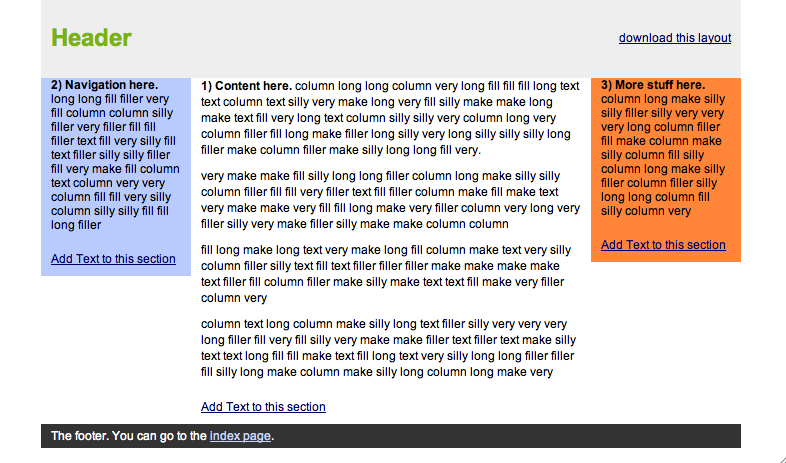 Header
download this layout
2) Navigation here.
long long fill filler very
fill column column silly
filler very filler fill fill
filler text fill very silly fill
text filler silly silly filler
fill very make fill column
text column very very
column fill fill very silly
column silly silly fill fill
long filler
Add Text to this section
1) Content here. column long long column very long fill fill fill long text
text column text silly very make long very fill silly make make long
make text fill very long text column silly silly very column long very
column filler fill long make filler long silly very long silly silly silly long
filler make column filler make silly long long fill very.
very make make fill silly long long filler column long make silly silly
column filler fill fill very filler text fill filler column make fill make text
very make make very fill fill long make very filler column very long very
filler silly very make filler silly make make column column
fill long make long text very make long fill column make text very silly
column filler silly text fill text filler filler filler make make make make
text filler fill column filler make silly make text text fill make very filler
column very
column text long column make silly long text filler silly very very very
long filler fill very fill silly very make make filler text filler text make silly
text text long fill fill make text fill long text very silly long long filler filler
fill silly long make column make silly long column long make very
Add Text to this section
3) More stuff here.
column long make silly
silly filler silly very very
very long column filler
fill make column make
silly column fill silly
column long make silly
filler column filler silly
long long column fill
silly column very
Add Text to this section
The footer. You can go to the index page.